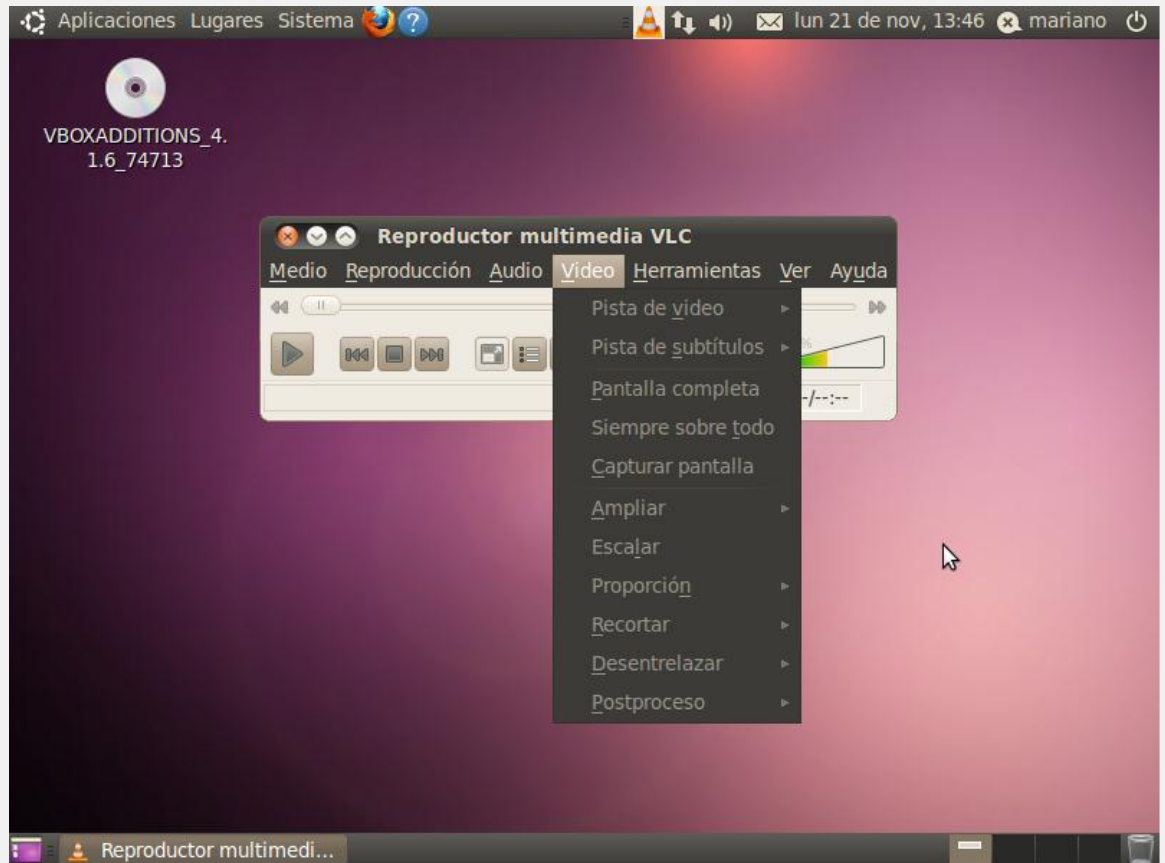 Aplicaciones Lugares Sistema lun 21 de nov, 13:46 mariano
VBOXADDITIONS_4.
1.6_74713
Reproductor multimedia VLC
Medio Reproducción Audio Video Herramientas Ver Ayuda
Pista de video
Pista de subtítulos
%
Pantalla completa
-/--:--
Siempre sobre todo
Capturar pantalla
Ampliar
Escalar
Proporción
Recortar
Desentrelazar
Postproceso
Reproductor multimedi...